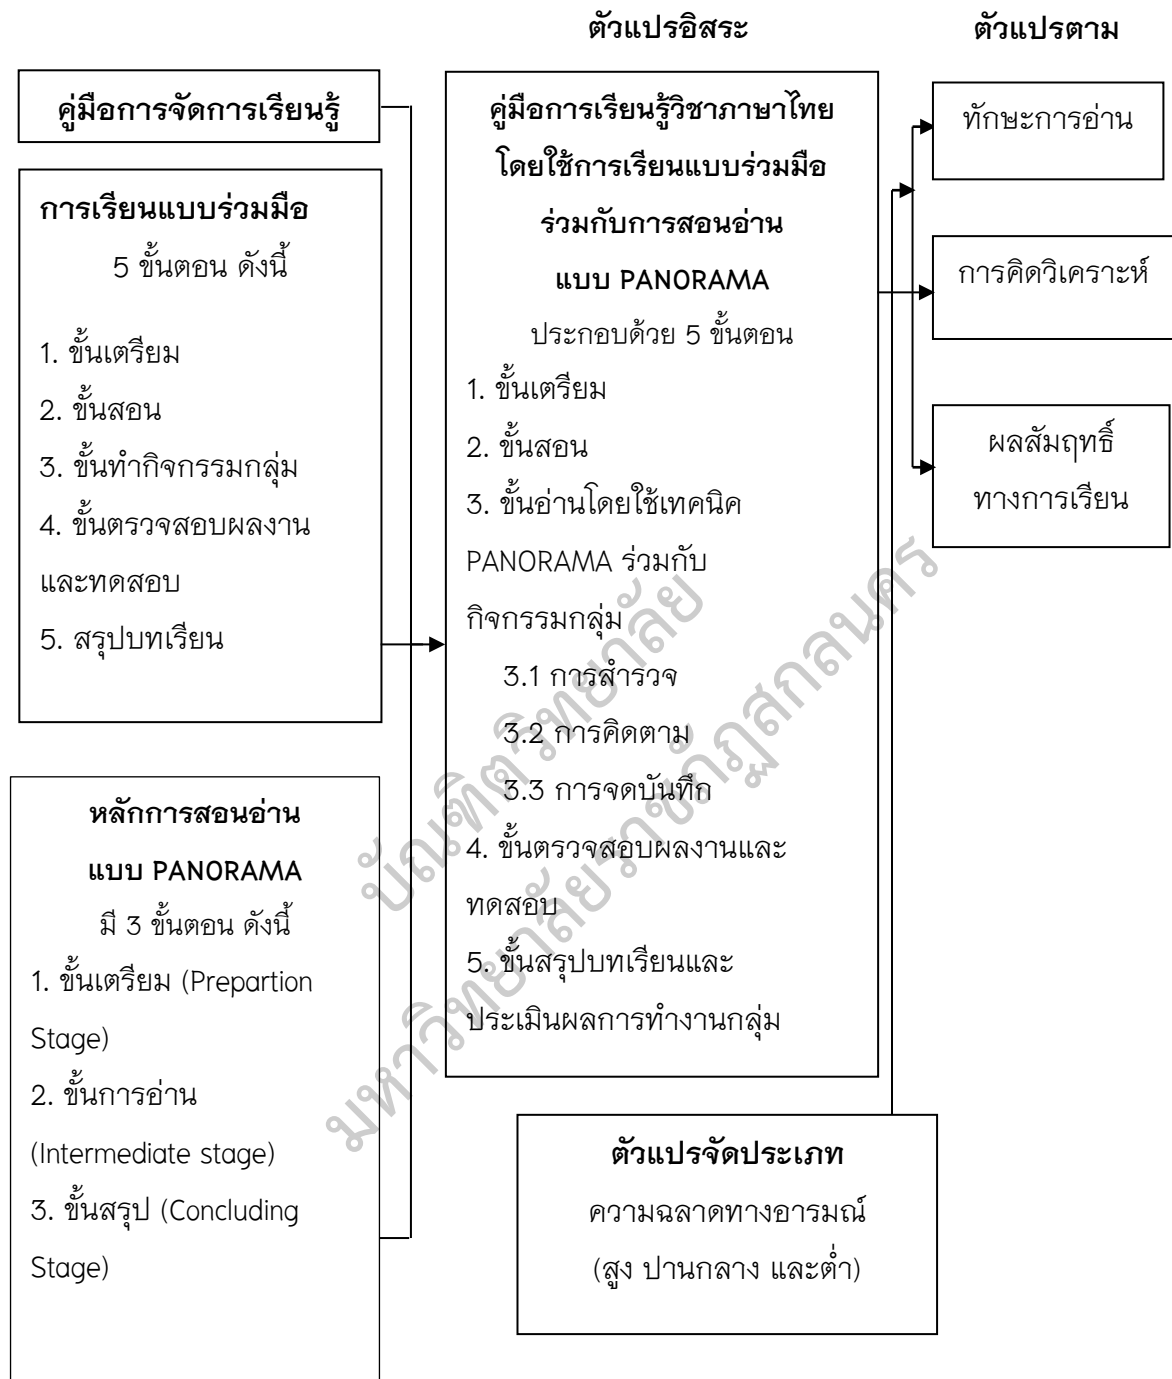 ตัวแปรอิสระ
ตัวแปรตาม
คู่มือการจัดการเรียนรู้
การเรียนแบบร่วมมือ
5 ขั้นตอน ดังนี้
1. ขั้นเตรียม
2. ขั้นสอน
3. ขั้นทำกิจกรรมกลุ่ม
4. ขั้นตรวจสอบผลงาน
และทดสอบ
5. สรุปบทเรียน
หลักการสอนอ่าน
แบบ PANORAMA
มี 3 ขั้นตอน ดังนี้
1. ขั้นเตรียม (Prepartion
Stage)
2. ขั้นการอ่าน
(Intermediate stage)
3. ขั้นสรุป (Concluding
Stage)
คู่มือการเรียนรู้วิชาภาษาไทย
โดยใช้การเรียนแบบร่วมมือ
ร่วมกับการสอนอ่าน
แบบ PANORAMA
ประกอบด้วย 5 ขั้นตอน
1. ขั้นเตรียม
2. ขั้นสอน
3. ขั้นอ่านโดยใช้เทคนิค
PANORAMA ร่วมกับ
กิจกรรมกลุ่ม
3.1 การสำรวจ
3.2 การคิดตาม
3.3 การจดบันทึก
4. ขั้นตรวจสอบผลงานและ
ทดสอบ
5. ขั้นสรุปบทเรียนและ
ประเมินผลการทำงานกลุ่ม
ตัวแปรจัดประเภท
ความฉลาดทางอารมณ์
(สูง ปานกลาง และต่ำ)
ทักษะการอ่าน
การคิดวิเคราะห์
ผลสัมฤทธิ์
ทางการเรียน
บัณฑิตวิทยาลัย
มหาวิทยาลัยราชภัฏสกลนคร